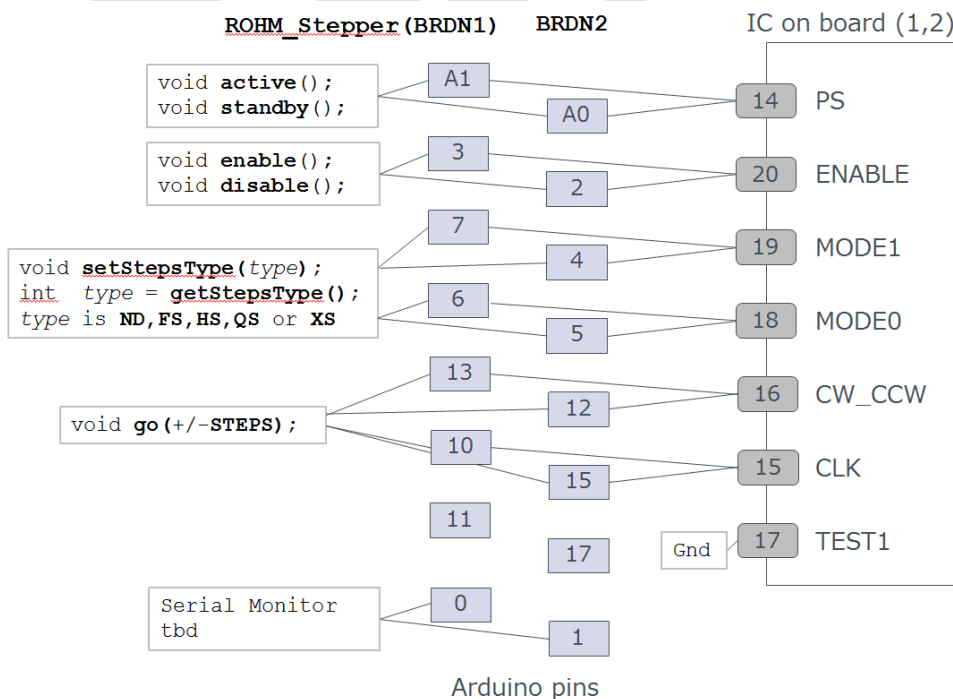 ROHM_Stepper(BRDN1) BRDN2 IC on board (1,2)
void active();
void standby();
A1
A0
14 PS
void enable();
void disable();
3
2
20 ENABLE
7
4
19 MODE1
void setStepsType(type);
int type = getStepsType();
type is ND,FS,HS,QS or XS
6
5
18 MODE0
13
12
16 CW_CCW
void go(+/-STEPS);
10
15
15 CLK
11
17
Gnd
17 TEST1
Serial Monitor
tbd
0
1
Arduino pins